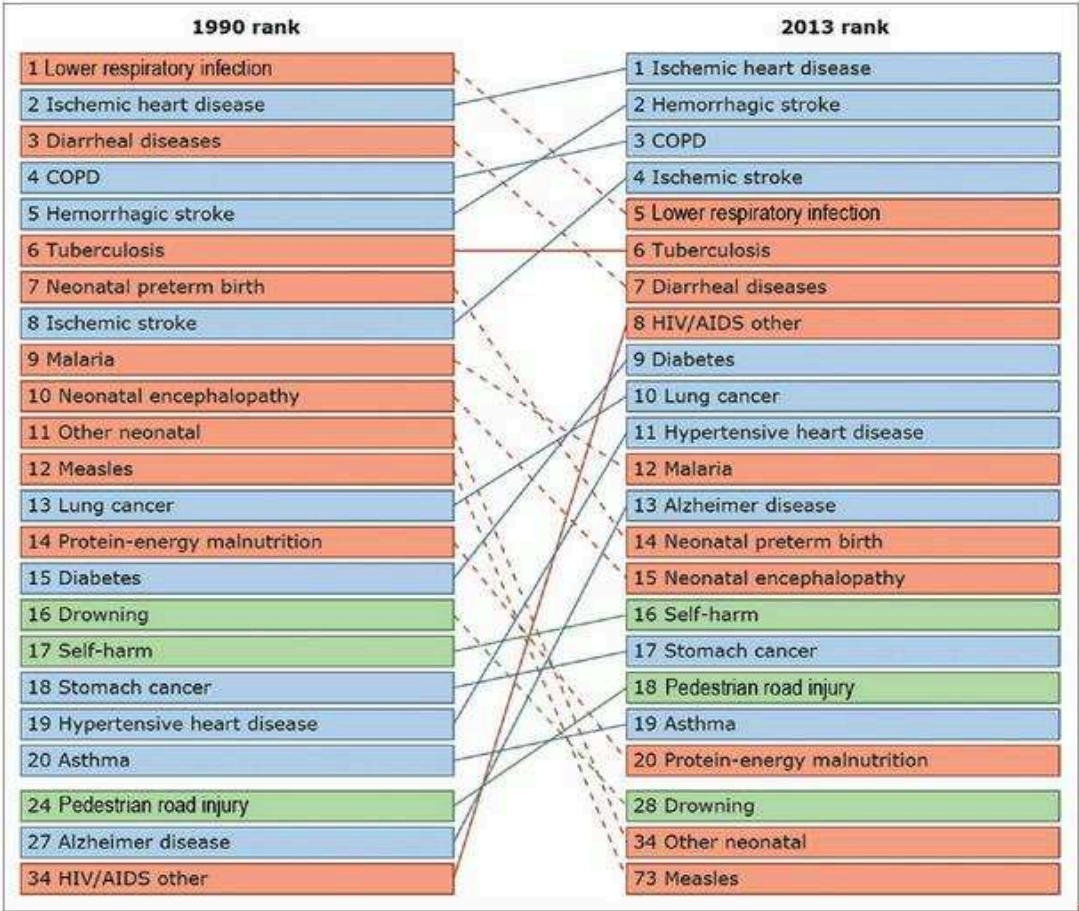 1990 rank
1 Lower respiratory infection
2 Ischemic heart disease
3 Diarrheal diseases
4 COPD
5 Hemorrhagic stroke
6 Tuberculosis
7 Neonatal preterm birth
8 Ischemic stroke
9 Malaria
10 Neonatal encephalopathy
11 Other neonatal
12 Measles
13 Lung cancer
14 Protein-energy malnutrition
15 Diabetes
16 Drowning
17 Self-harm
18 Stomach cancer
19 Hypertensive heart disease
20 Asthma
24 Pedestrian road injury
27 Alzheimer disease
34 HIV/AIDS other
2013 rank
1 Ischemic heart disease
2 Hemorrhagic stroke
3 COPD
4 Ischemic stroke
5 Lower respiratory infection
6 Tuberculosis
7 Diarrheal diseases
8 HIV/AIDS other
9 Diabetes
10 Lung cancer
11 Hypertensive heart disease
12 Malaria
13 Alzheimer disease
14 Neonatal preterm birth
15 Neonatal encephalopathy
16 Self-harm
17 Stomach cancer
18 Pedestrian road injury
19 Asthma
20 Protein-energy malnutrition
28 Drowning
34 Other neonatal
73 Measles